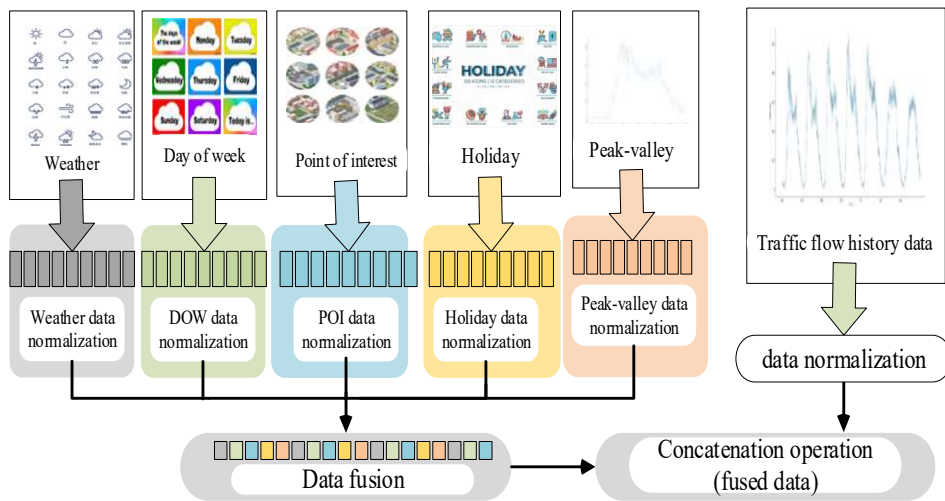 The days
of the week!
Monday
Tuesday
Wednesday
Thursday
Friday
Sunday
Saturday
Today is...
HOLIDAY
Weather
Day of week
Point of interest
Holiday
Peak-valley
Traffic flow history data
Weather data
normalization
DOW data
normalization
POI data
normalization
Holiday data
normalization
Peak-valley data
normalization
data normalization
Data fusion
Concatenation operation
(fused data)